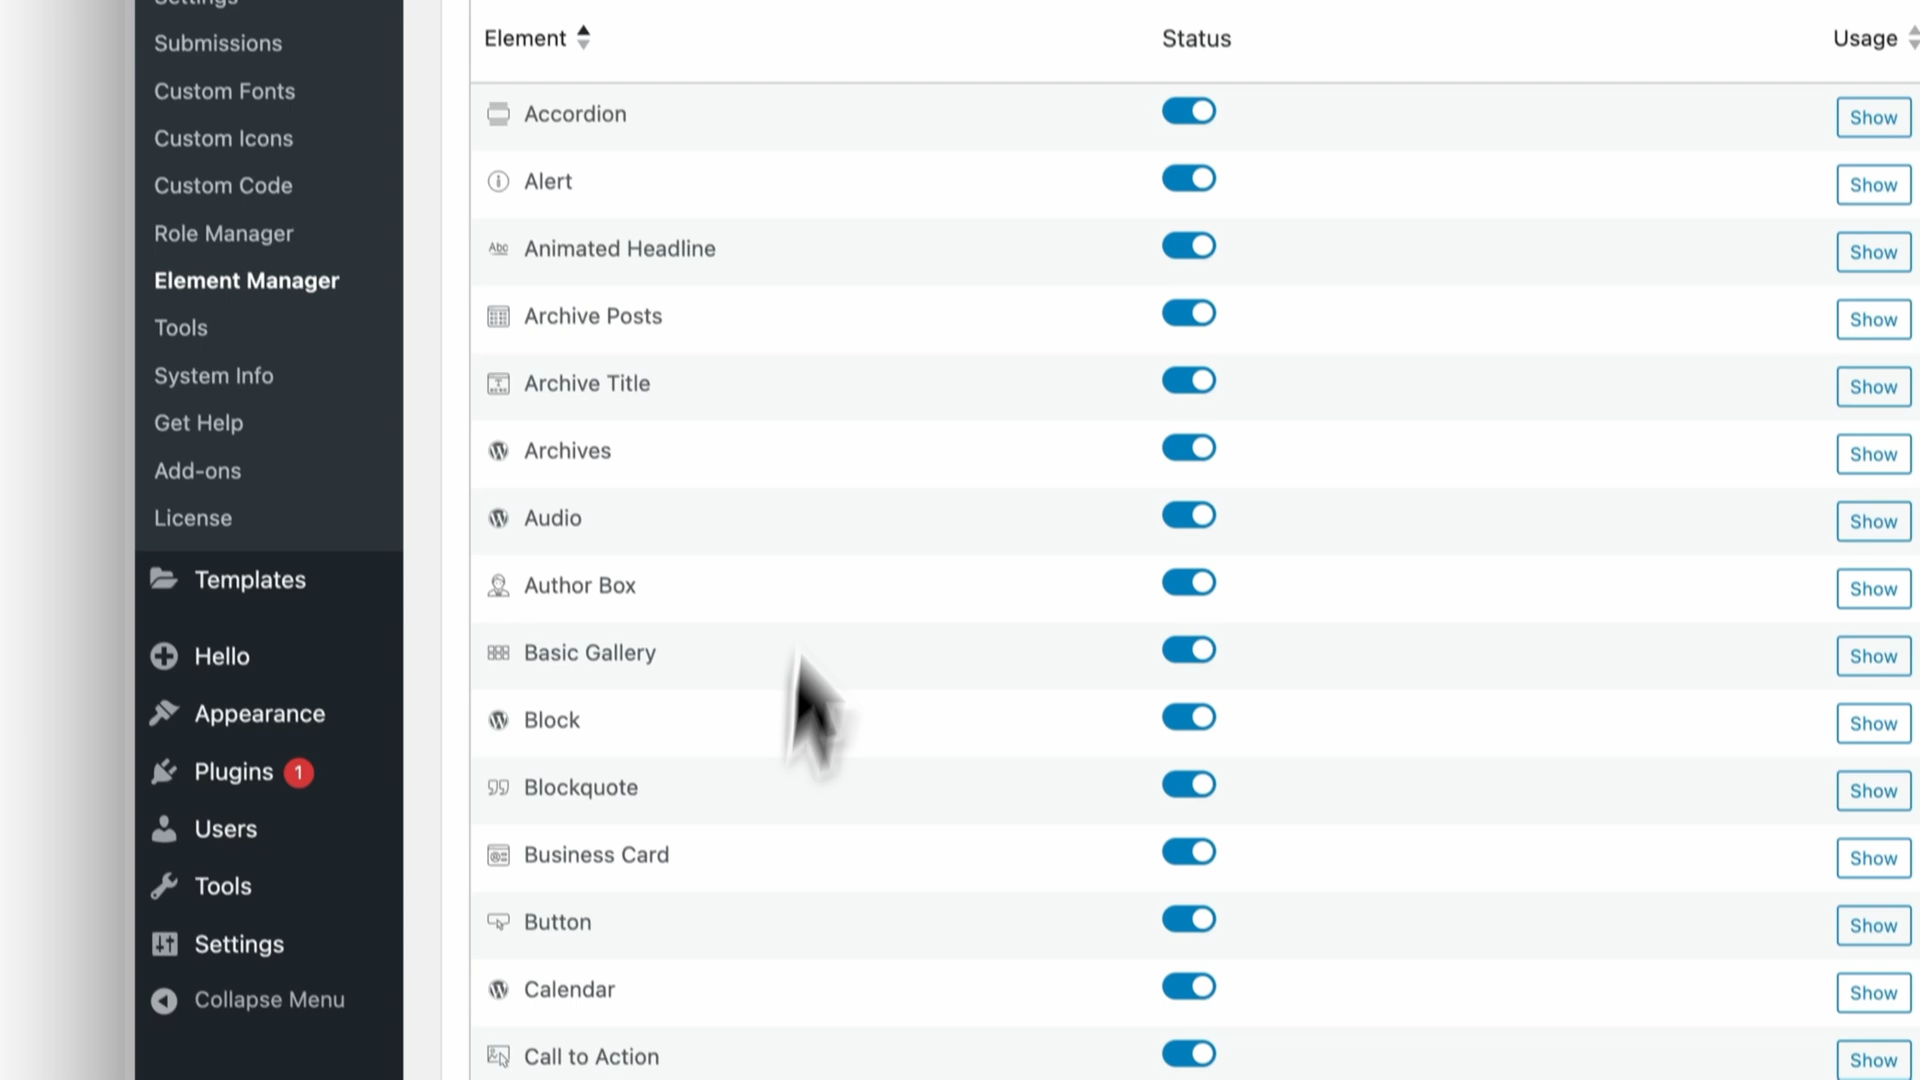 Settings
Submissions
Custom Fonts
Custom Icons
Custom Code
Role Manager
Element Manager
Tools
System Info
Get Help
Add-ons
License
Templates
Hello
Appearance
Plugins 1
Users
Tools
Settings
Collapse Menu
Element Status Usage
Accordion Show
Alert Show
Abc Animated Headline Show
Archive Posts Show
Archive Title Show
Archives Show
Audio Show
Author Box Show
Basic Gallery Show
Block Show
Blockquote Show
Business Card Show
Button Show
Calendar Show
Call to Action Show